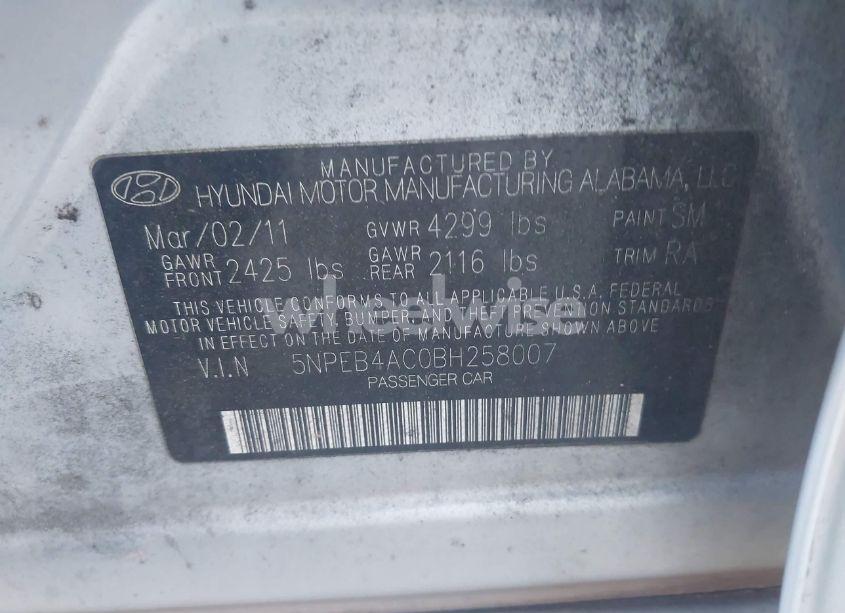 MANUFACTURED BY
HYUNDAI MOTOR MANUFACTURING ALABAMA, LLC
Mar/02/11 GVWR 4299 lbs PAINT SM
GAWR FRONT 2425 lbs GAWR REAR 2116 lbs TRIM RA
THIS VEHICLE CONFORMS TO ALL APPLICABLE U.S.A. FEDERAL
MOTOR VEHICLE SAFETY BUMPER, AND THEFT PREVENTION STANDARDS
IN EFFECT ON THE DATE OF MANUFACTURE SHOWN ABOVE
V.I.N 5NPEB4AC0BH258007
PASSENGER CAR
wheelwise